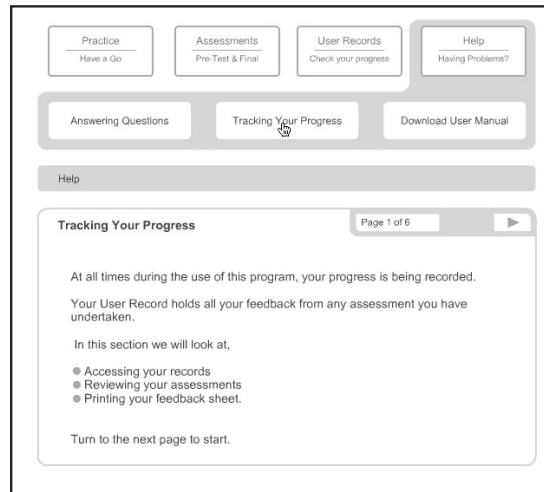 Practice
Have a Go
Assessments
Pre-Test & Final
User Records
Check your progress
Help
Having Problems?
Answering Questions
Tracking Your Progress
Download User Manual
Help
Tracking Your Progress
Page 1 of 6
At all times during the use of this program, your progress is being recorded.
Your User Record holds all your feedback from any assessment you have
undertaken.
In this section we will look at,
Accessing your records
Reviewing your assessments
Printing your feedback sheet.
Turn to the next page to start.